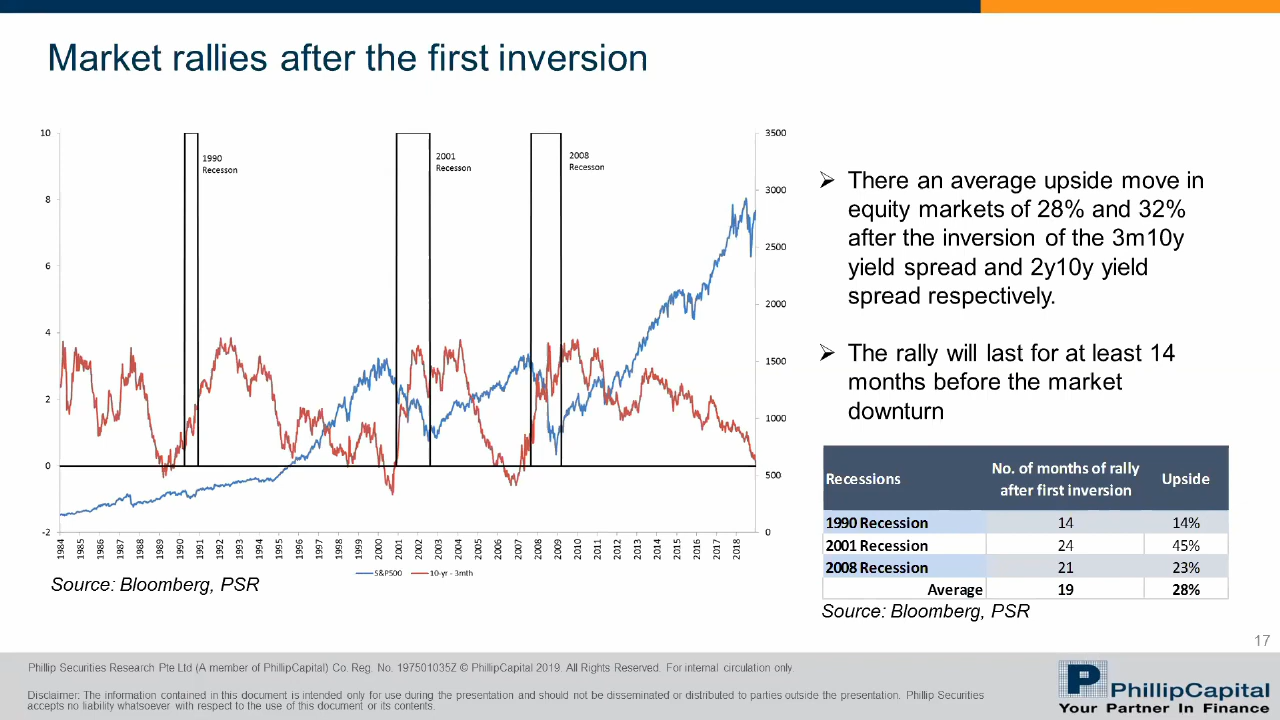 Market rallies after the first inversion
10
8
6
4
2
0
-2
3500
3000
2500
2000
1500
1000
500
0
1990
Recesson
2001
Recesson
2008
Recesson
1984
1985
1986
1987
1988
1989
1990
1991
1992
1993
1994
1995
1996
1997
1998
1999
2000
2001
2002
2003
2004
2005
2006
2007
2008
2009
2010
2011
2012
2013
2014
2015
2016
2017
2018
S&P500 10-yr - 3mth
Source: Bloomberg, PSR
➢ There an average upside move in
equity markets of 28% and 32%
after the inversion of the 3m10y
yield spread and 2y10y yield
spread respectively.
➢ The rally will last for at least 14
months before the market
downturn
Recessions No. of months of rally after first inversion Upside
1990 Recession 14 14%
2001 Recession 24 45%
2008 Recession 21 23%
Average 19 28%
Source: Bloomberg, PSR
17
Phillip Securities Research Pte Ltd (A member of PhillipCapital) Co. Reg. No. 197501035Z © PhillipCapital 2019. All Rights Reserved. For internal circulation only.
Disclaimer: The information contained in this document is intended only for use during the presentation and should not be disseminated or distributed to parties outside the presentation. Phillip Securities
accepts no liability whatsoever with respect to the use of this document or its contents.
P
PhillipCapital
Your Partner In Finance